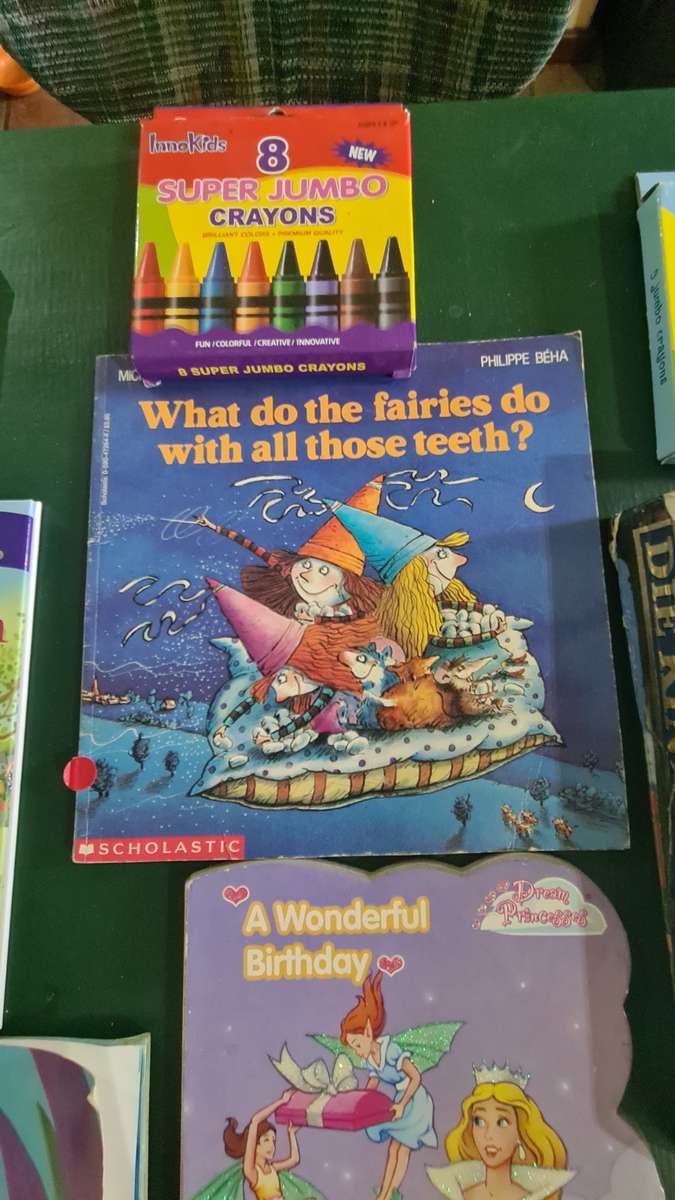 InnoKids
8
NEW
SUPER JUMBO
CRAYONS
BRILLIANT COLORS • PREMIUM QUALITY
FUN / COLORFUL / CREATIVE / INNOVATIVE
8 SUPER JUMBO CRAYONS
PHILIPPE BÉHA
What do the fairies do
with all those teeth?
SCHOLASTIC
A Wonderful
Birthday
Dream
Princesses
DIE